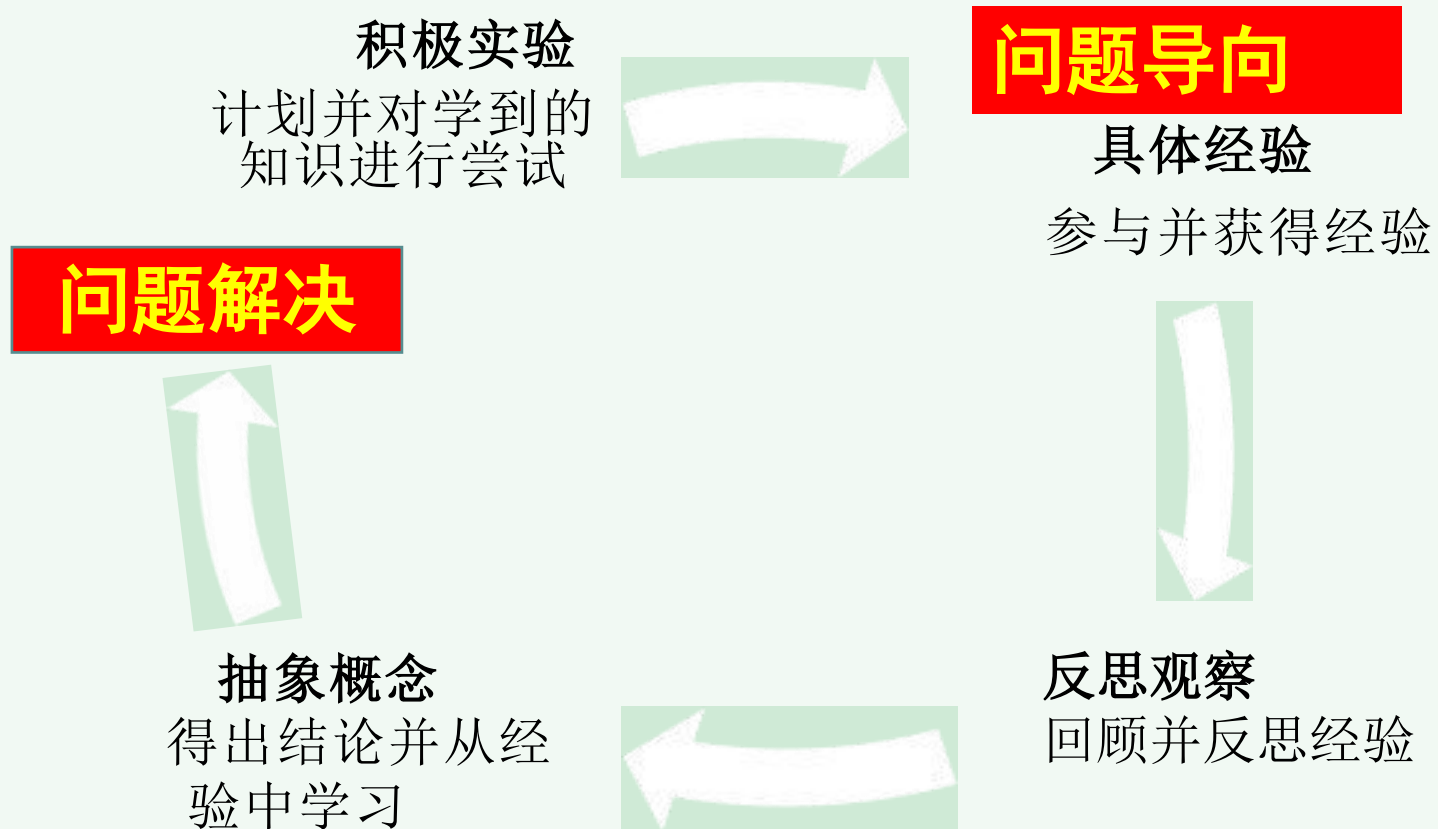 积极实验
计划并对学到的
知识进行尝试
问题导向
具体经验
参与并获得经验
问题解决
抽象概念
得出结论并从经
验中学习
反思观察
回顾并反思经验